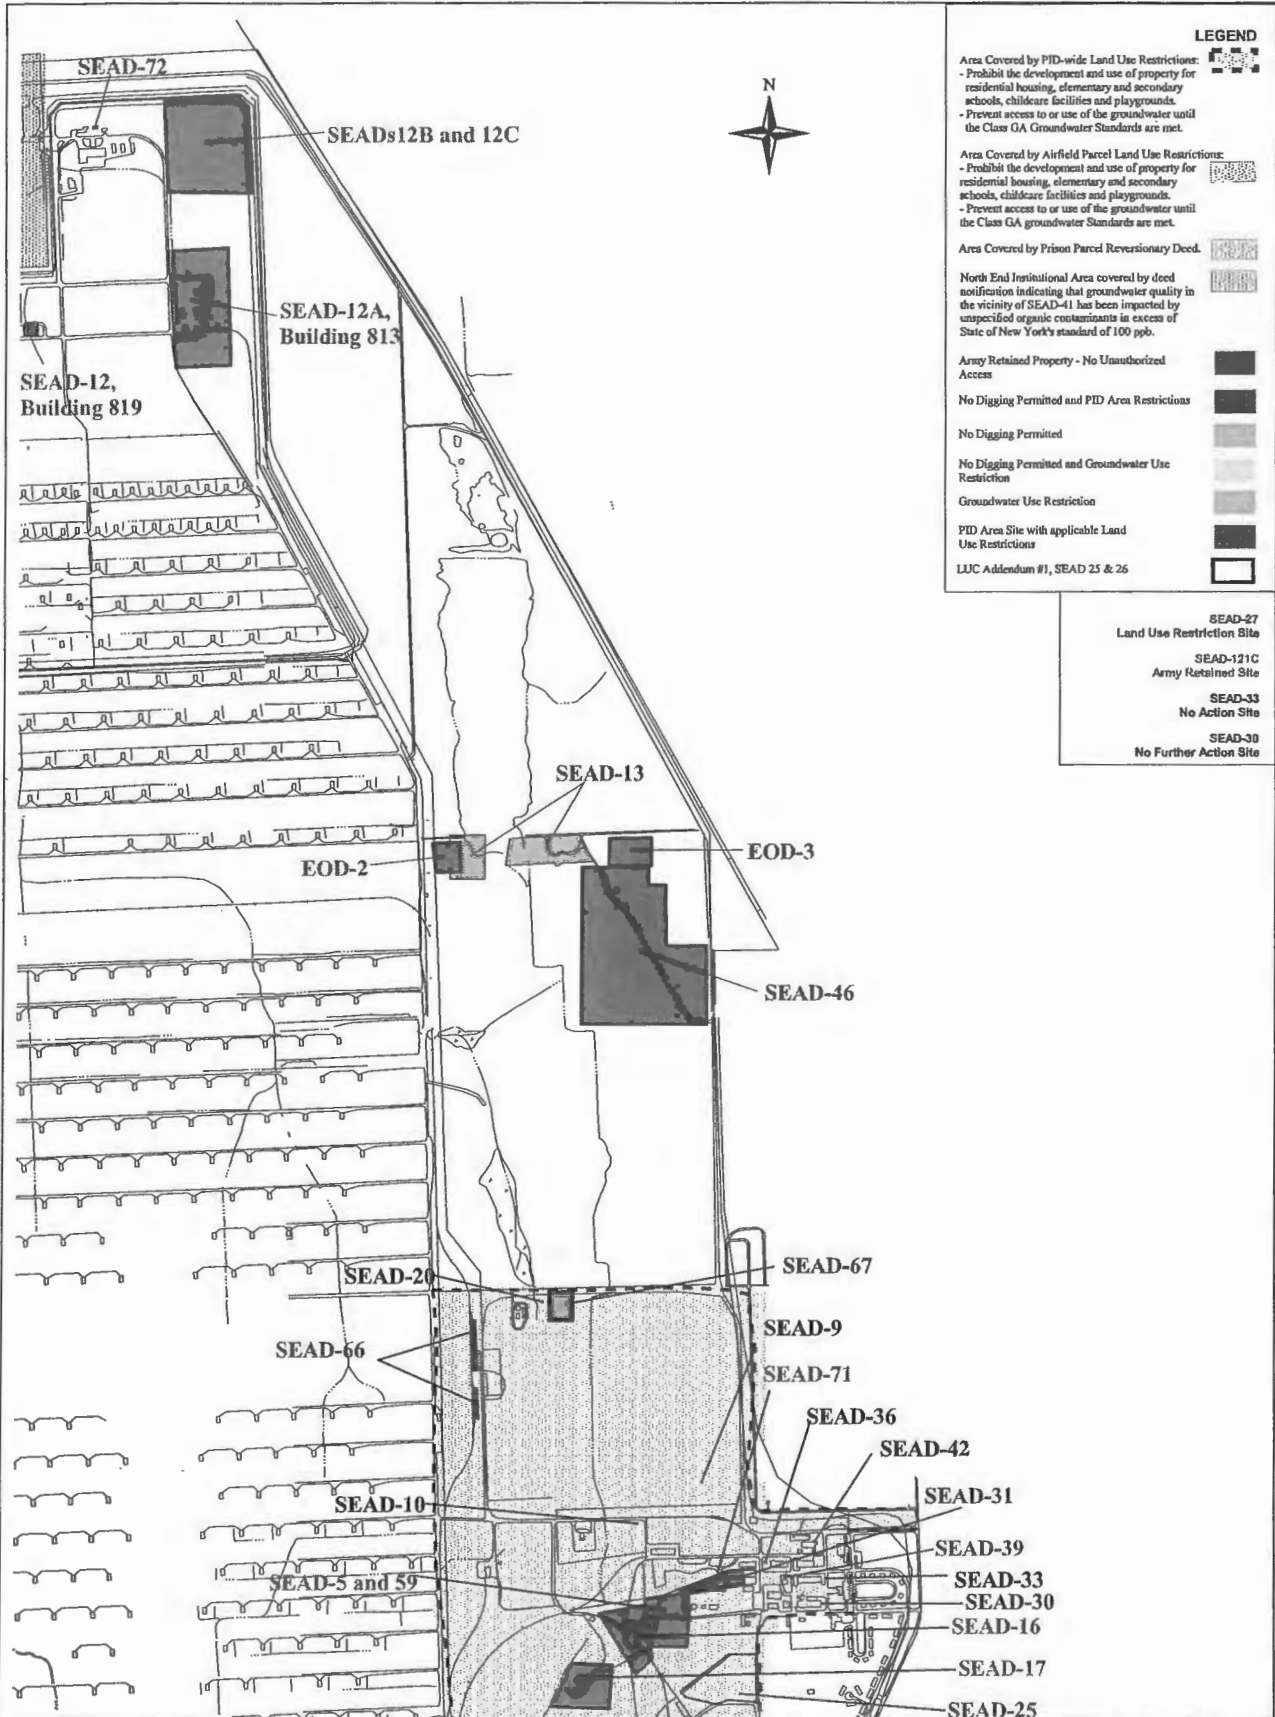 LEGEND
Area Covered by PID-wide Land Use Restrictions:
- Prohibit the development and use of property for
residential housing, elementary and secondary
schools, childcare facilities and playgrounds.
- Prevent access to or use of the groundwater until
the Class GA Groundwater Standards are met.
Area Covered by Airfield Parcel Land Use Restrictions:
- Prohibit the development and use of property for
residential housing, elementary and secondary
schools, childcare facilities and playgrounds.
- Prevent access to or use of the groundwater until
the Class GA groundwater Standards are met.
Area Covered by Prison Parcel Reversionary Deed.
North End Institutional Area covered by deed
notification indicating that groundwater quality in
the vicinity of SEAD-41 has been impacted by
unspecified organic contaminants in excess of
State of New York's standard of 100 ppb.
Army Retained Property - No Unauthorized
Access
No Digging Permitted and PID Area Restrictions
No Digging Permitted
No Digging Permitted and Groundwater Use
Restriction
Groundwater Use Restriction
PID Area Site with applicable Land
Use Restrictions
LUC Addendum #1, SEAD 25 & 26
SEAD-27
Land Use Restriction Site
SEAD-121C
Army Retained Site
SEAD-33
No Action Site
SEAD-30
No Further Action Site
N
SEAD-72
SEADs12B and 12C
SEAD-12A,
Building 813
SEAD-12,
Building 819
SEAD-13
EOD-2
EOD-3
SEAD-46
SEAD-67
SEAD-20
SEAD-9
SEAD-66
SEAD-71
SEAD-36
SEAD-42
SEAD-31
SEAD-10
SEAD-39
SEAD-5 and 59
SEAD-33
SEAD-30
SEAD-16
SEAD-17
SEAD-25